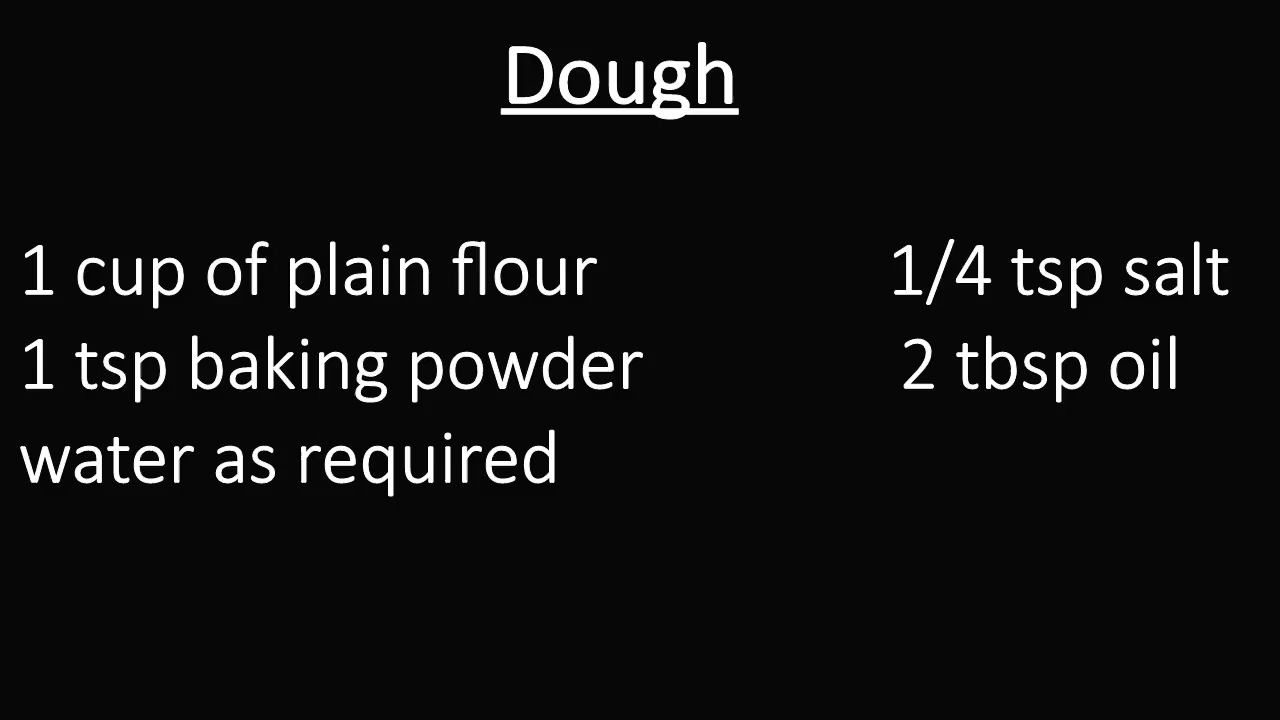 Dough
1 cup of plain flour 1/4 tsp salt
1 tsp baking powder 2 tbsp oil
water as required